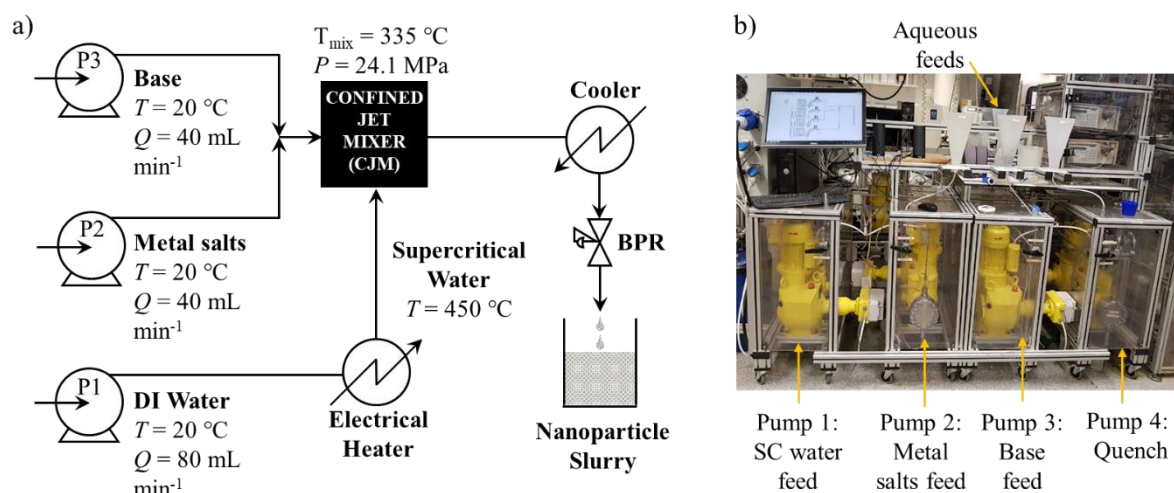 a)
P3
Base
T = 20 °C
Q = 40 mL
min-1
P2
Metal salts
T = 20 °C
Q = 40 mL
min-1
P1
DI Water
T = 20 °C
Q = 80 mL
min-1
Tmix = 335 °C
P = 24.1 MPa
CONFINED
JET
MIXER
(CJM)
Supercritical
Water
T = 450 °C
Electrical
Heater
Cooler
BPR
Nanoparticle
Slurry
b)
Aqueous
feeds
Pump 1:
SC water
feed
Pump 2:
Metal
salts feed
Pump 3:
Base
feed
Pump 4:
Quench